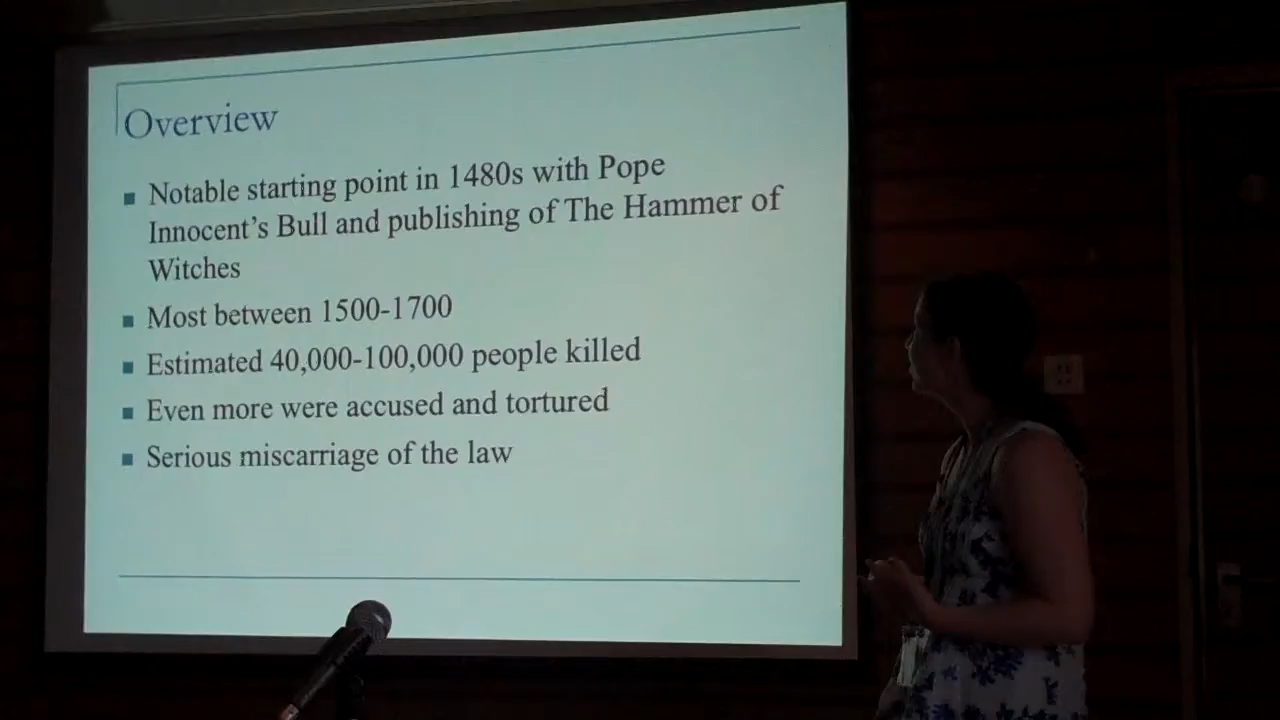 Overview
Notable starting point in 1480s with Pope
Innocent's Bull and publishing of The Hammer of
Witches
Most between 1500-1700
Estimated 40,000-100,000 people killed
Even more were accused and tortured
Serious miscarriage of the law